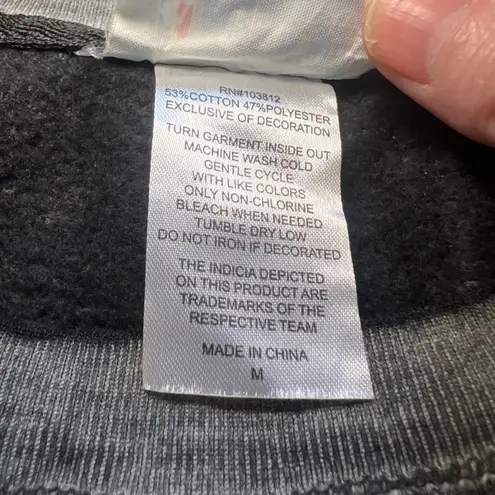 RN#103812
53%COTTON 47%POLYESTER
EXCLUSIVE OF DECORATION
TURN GARMENT INSIDE OUT
MACHINE WASH COLD
GENTLE CYCLE
WITH LIKE COLORS
ONLY NON-CHLORINE
BLEACH WHEN NEEDED
TUMBLE DRY LOW
DO NOT IRON IF DECORATED
THE INDICIA DEPICTED
ON THIS PRODUCT ARE
TRADEMARKS OF THE
RESPECTIVE TEAM
MADE IN CHINA
M